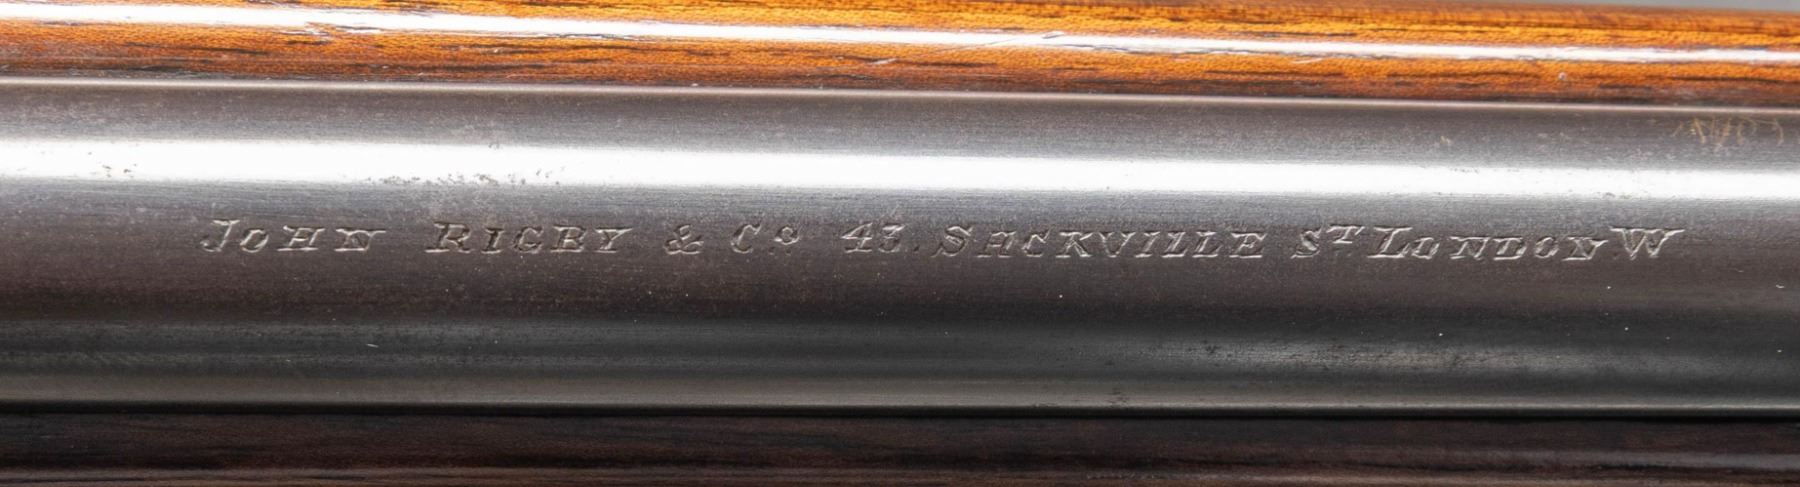 JOHN RIGBY & Co 43. SACKVILLE ST LONDON W